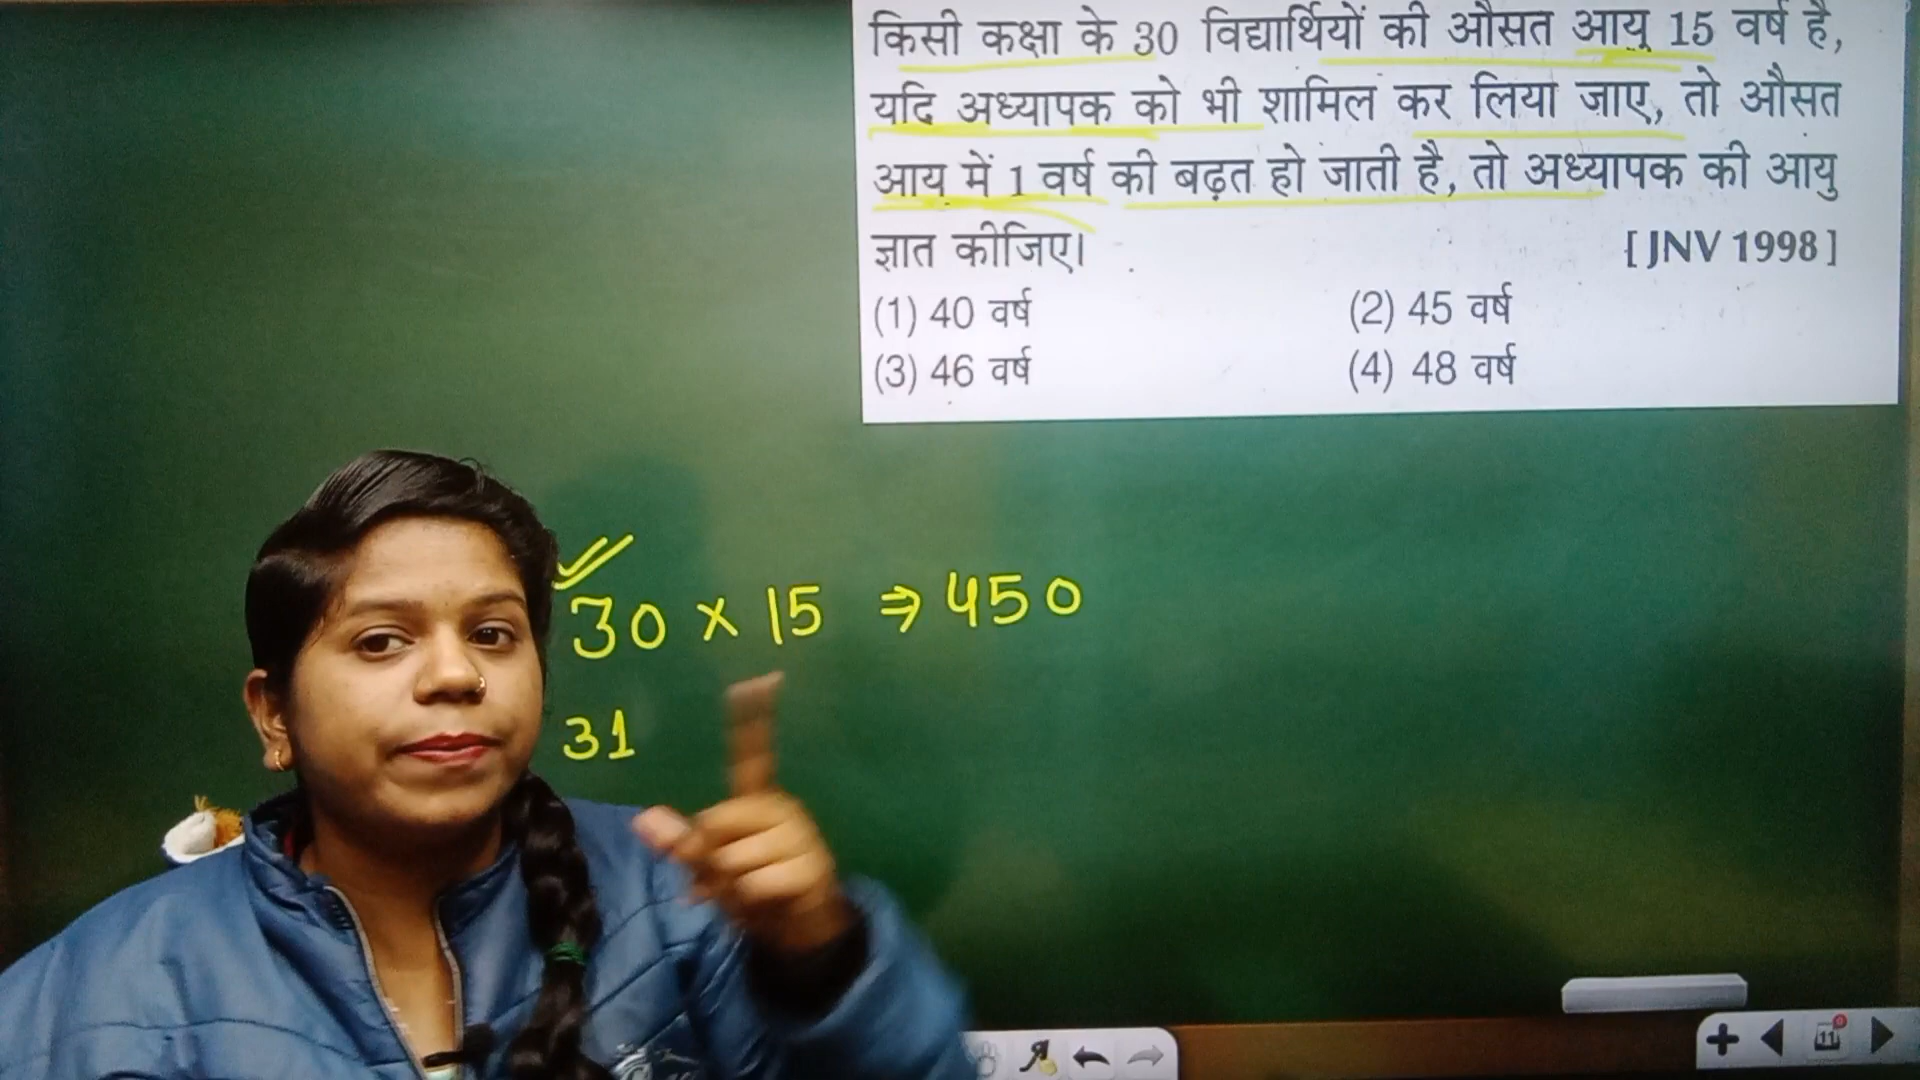 किसी कक्षा के 30 विद्यार्थियों की औसत आयु 15 वर्ष है,
यदि अध्यापक को भी शामिल कर लिया जाए, तो औसत
आयु में 1 वर्ष की बढ़त हो जाती है, तो अध्यापक की आयु
ज्ञात कीजिए। [JNV 1998]
(1) 40 वर्ष (2) 45 वर्ष
(3) 46 वर्ष (4) 48 वर्ष
30 × 15 ⇒ 450
31
11